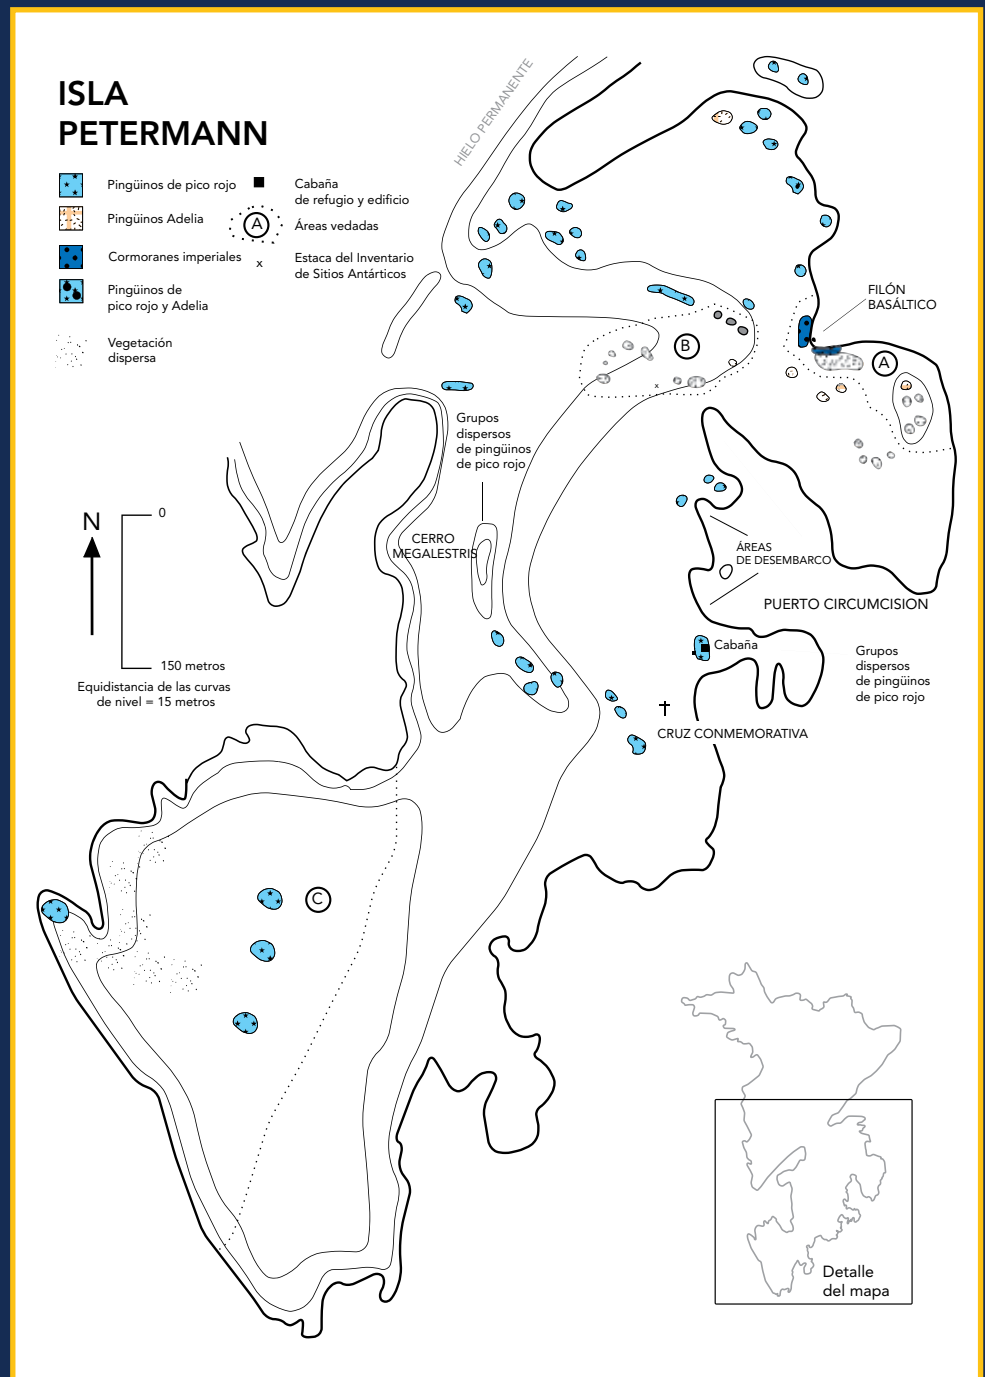 ISLA
PETERMANN
Pingüinos de pico rojo
Pingüinos Adelia
Cormoranes imperiales
Pingüinos de
pico rojo y Adelia
Vegetación
dispersa
Cabaña
de refugio y edificio
A
Áreas vedadas
x
Estaca del Inventario
de Sitios Antárticos
HIELO PERMANENTE
FILÓN
BASÁLTICO
B
A
x
Grupos
dispersos
de pingüinos
de pico rojo
CERRO
MEGALESTRIS
N
0
150 metros
Equidistancia de las curvas
de nivel = 15 metros
ÁREAS
DE DESEMBARCO
PUERTO CIRCUMCISION
Cabaña
Grupos
dispersos
de pingüinos
de pico rojo
CRUZ CONMEMORATIVA
C
Detalle
del mapa